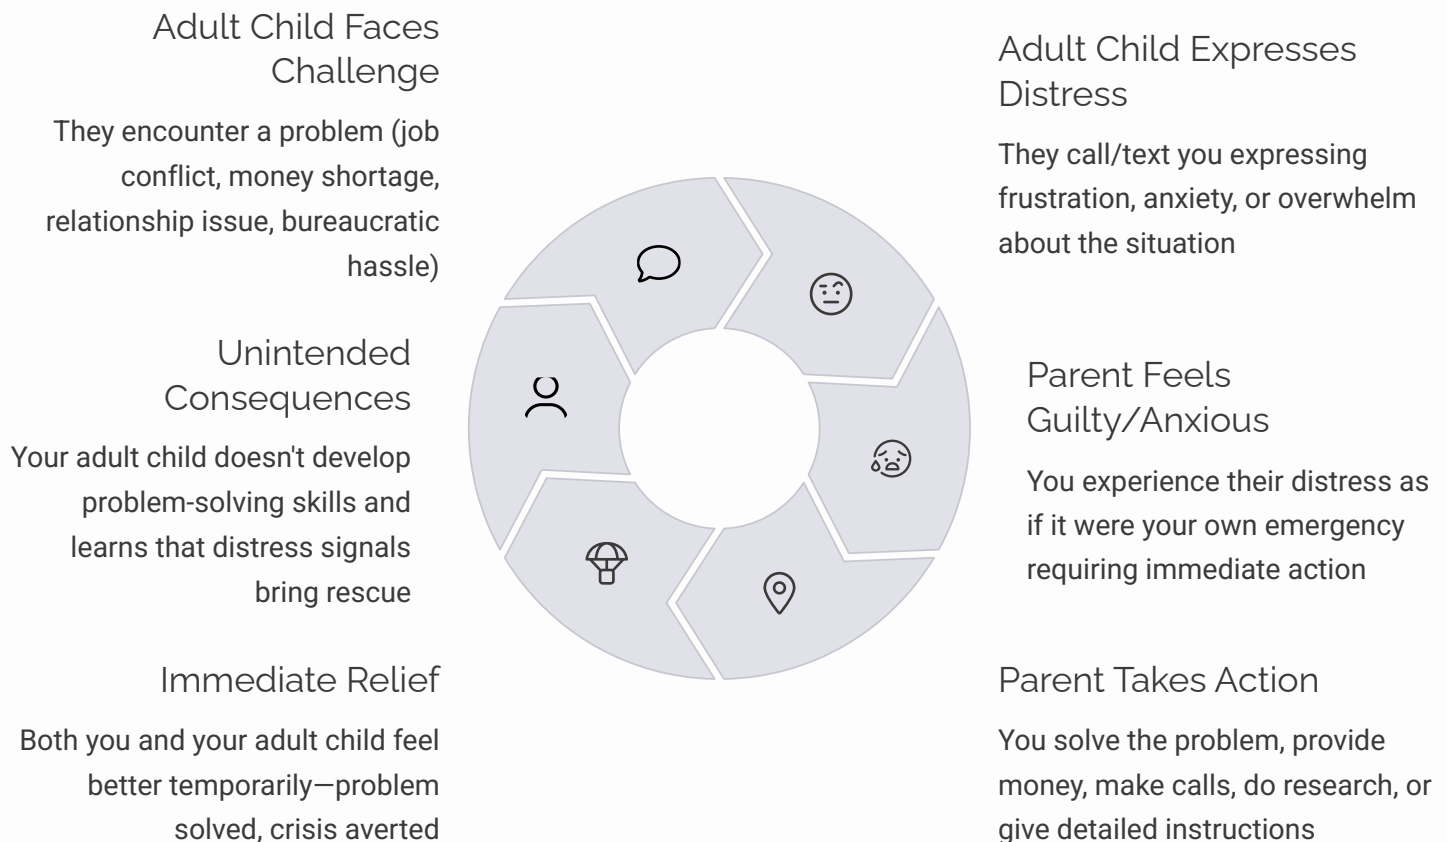 Adult Child Faces
Challenge
They encounter a problem (job
conflict, money shortage,
relationship issue, bureaucratic
hassle)
Adult Child Expresses
Distress
They call/text you expressing
frustration, anxiety, or overwhelm
about the situation
Parent Feels
Guilty/Anxious
You experience their distress as
if it were your own emergency
requiring immediate action
Parent Takes Action
You solve the problem, provide
money, make calls, do research, or
give detailed instructions
Immediate Relief
Both you and your adult child feel
better temporarily—problem
solved, crisis averted
Unintended
Consequences
Your adult child doesn't develop
problem-solving skills and
learns that distress signals
bring rescue